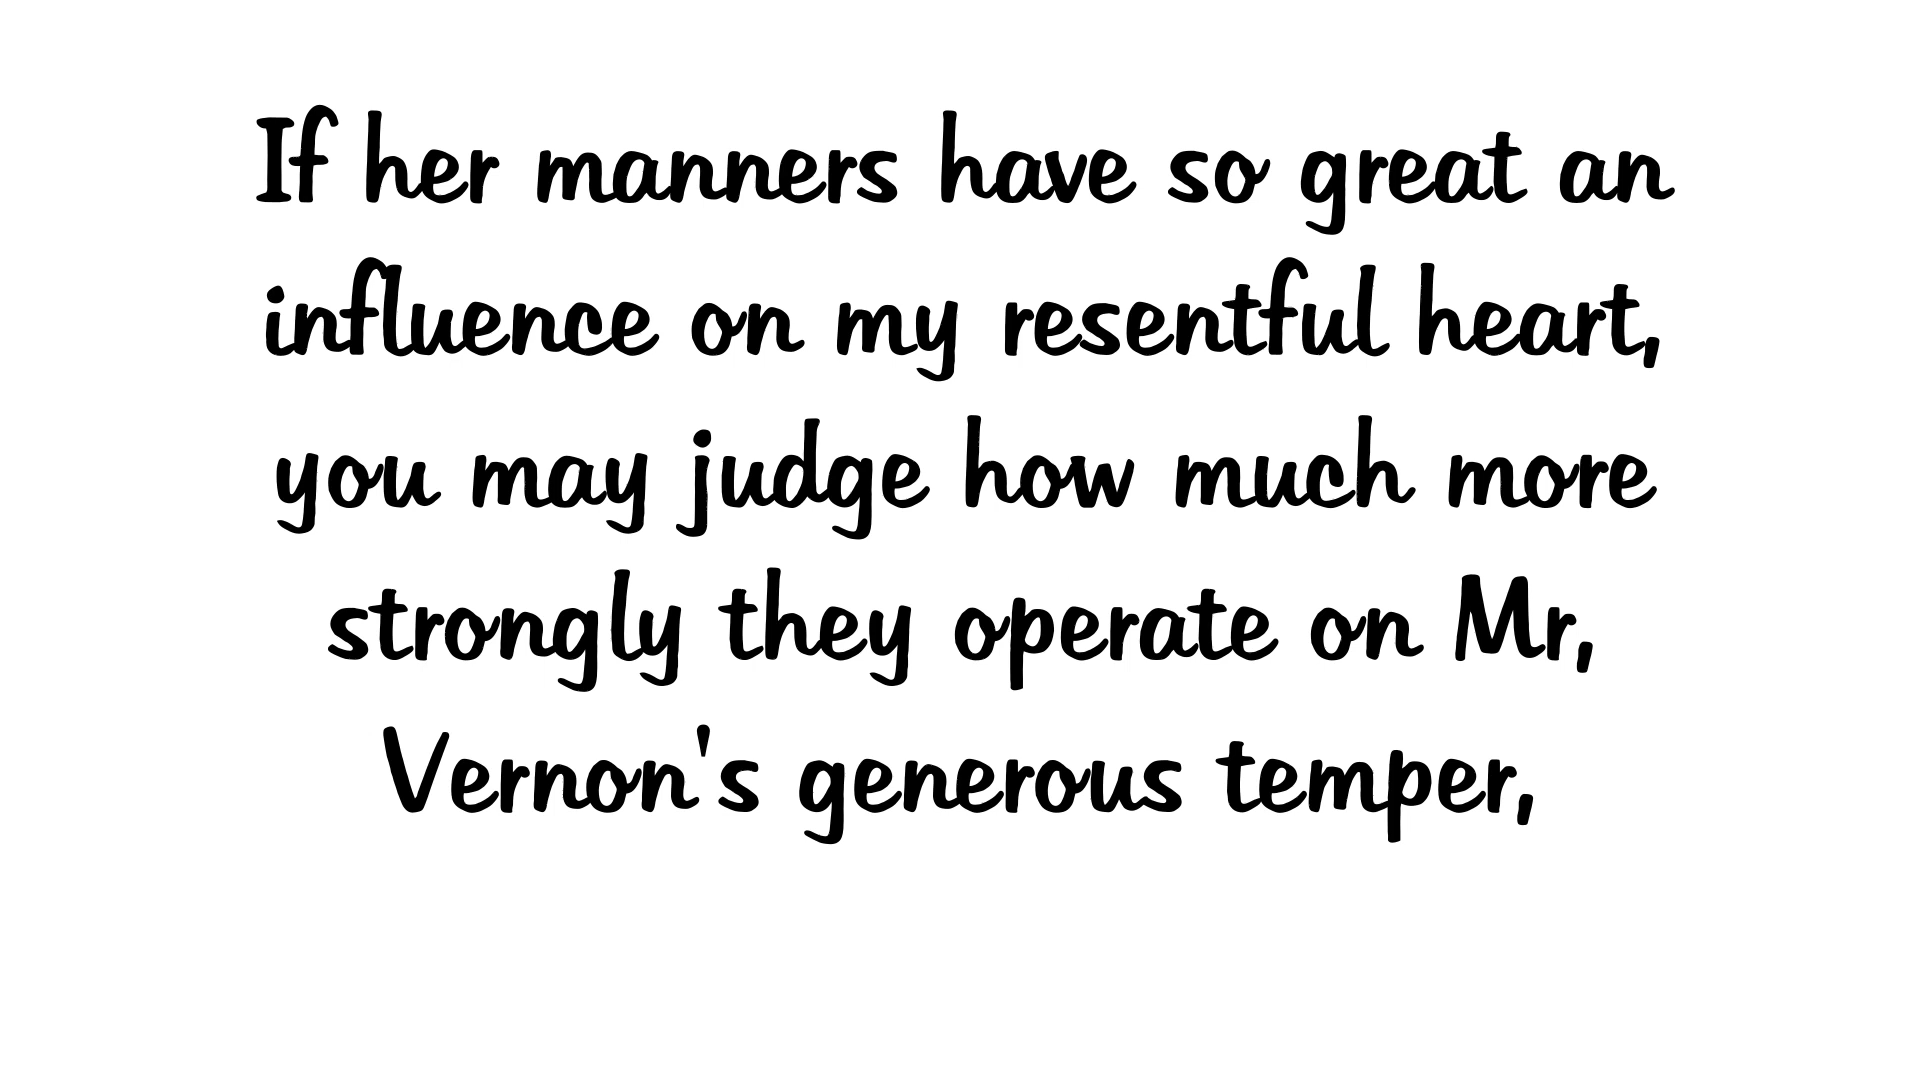 If her manners have so great an
influence on my resentful heart,
you may judge how much more
strongly they operate on Mr,
Vernon's generous temper,